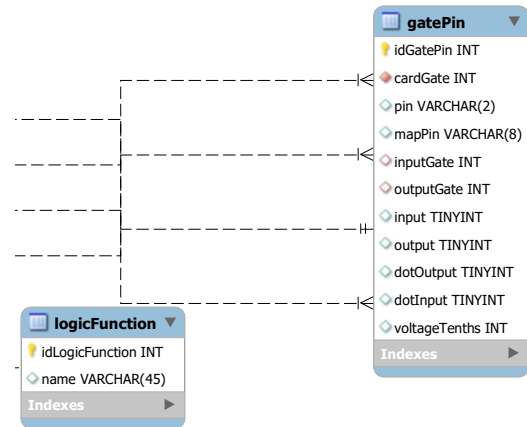 gatePin
idGatePin INT
cardGate INT
pin VARCHAR(2)
mapPin VARCHAR(8)
inputGate INT
outputGate INT
input TINYINT
output TINYINT
dotOutput TINYINT
dotInput TINYINT
voltageTenths INT
Indexes
logicFunction
idLogicFunction INT
name VARCHAR(45)
Indexes